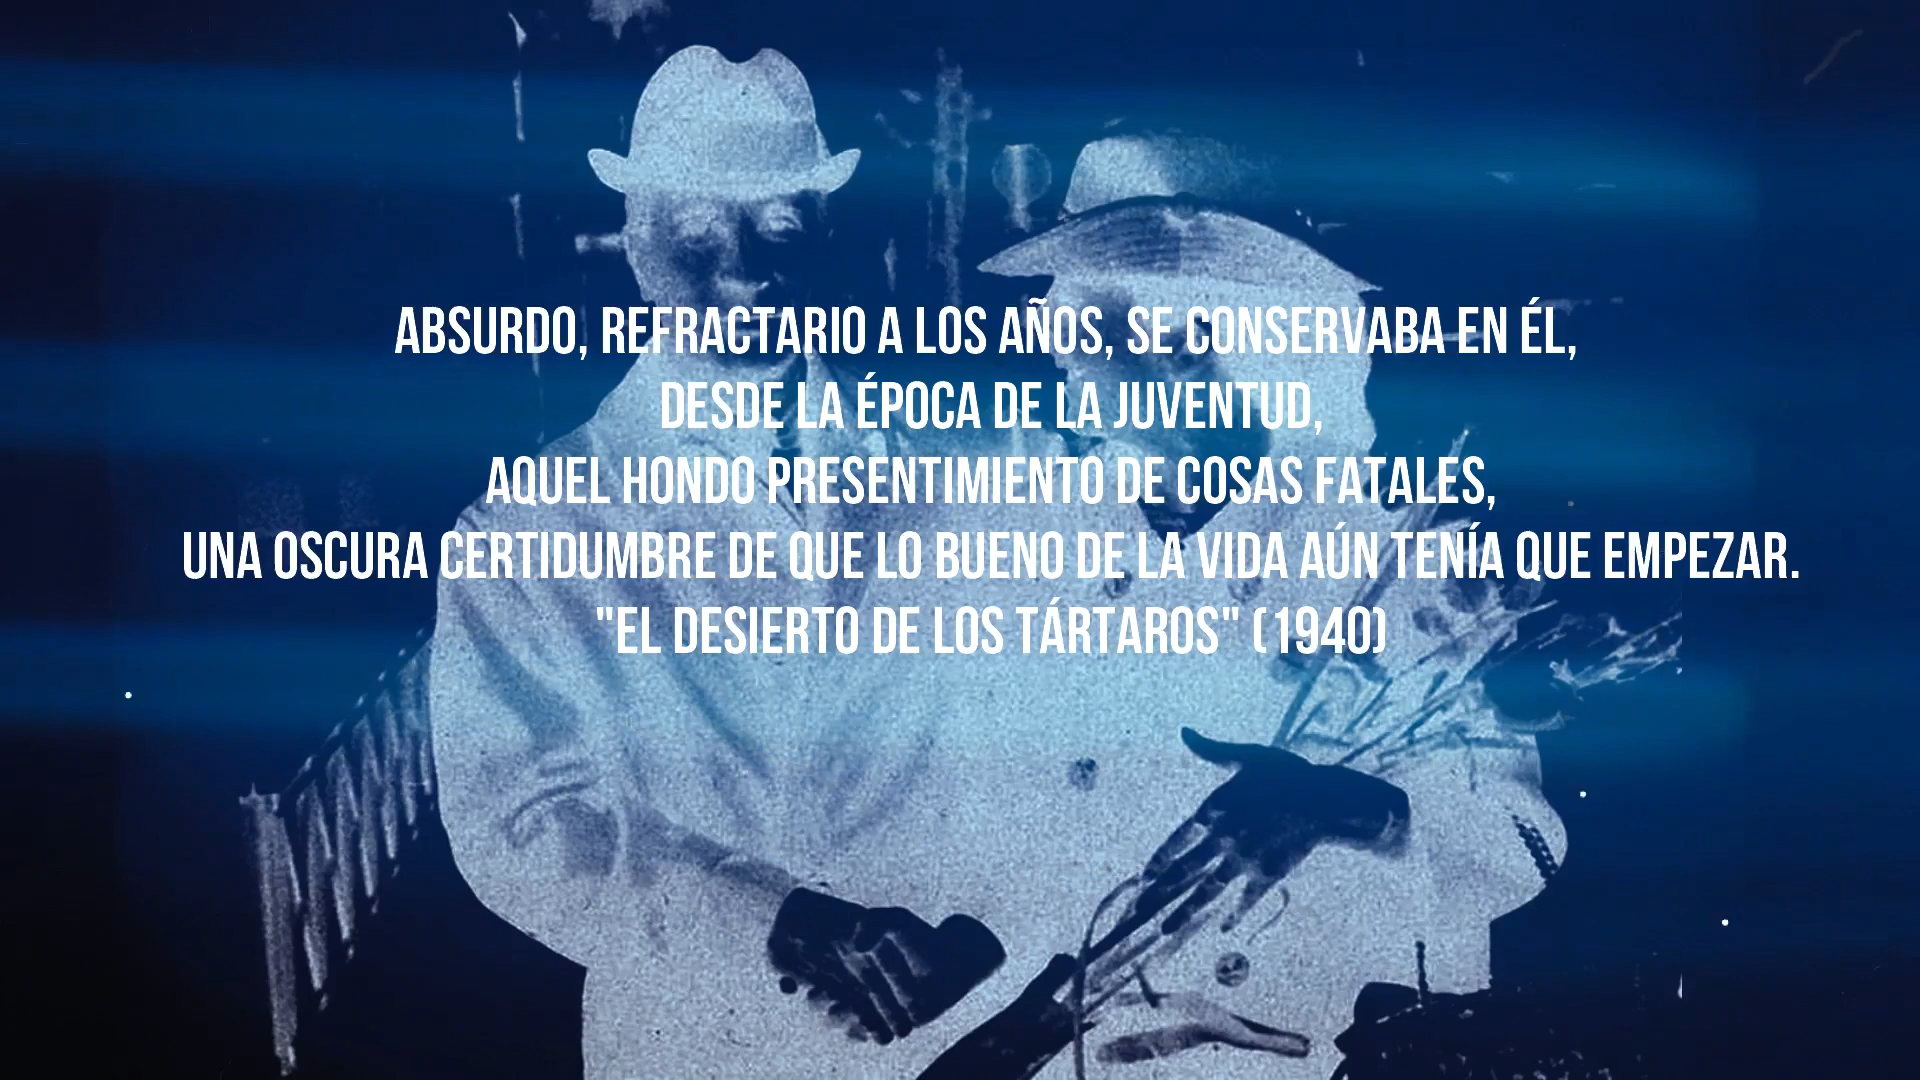 ABSURDO, REFRACTARIO A LOS AÑOS, SE CONSERVABA EN ÉL,
DESDE LA ÉPOCA DE LA JUVENTUD,
AQUEL HONDO PRESENTIMIENTO DE COSAS FATALES,
UNA OSCURA CERTIDUMBRE DE QUE LO BUENO DE LA VIDA AÚN TENÍA QUE EMPEZAR.
"EL DESIERTO DE LOS TÁRTAROS" (1940)